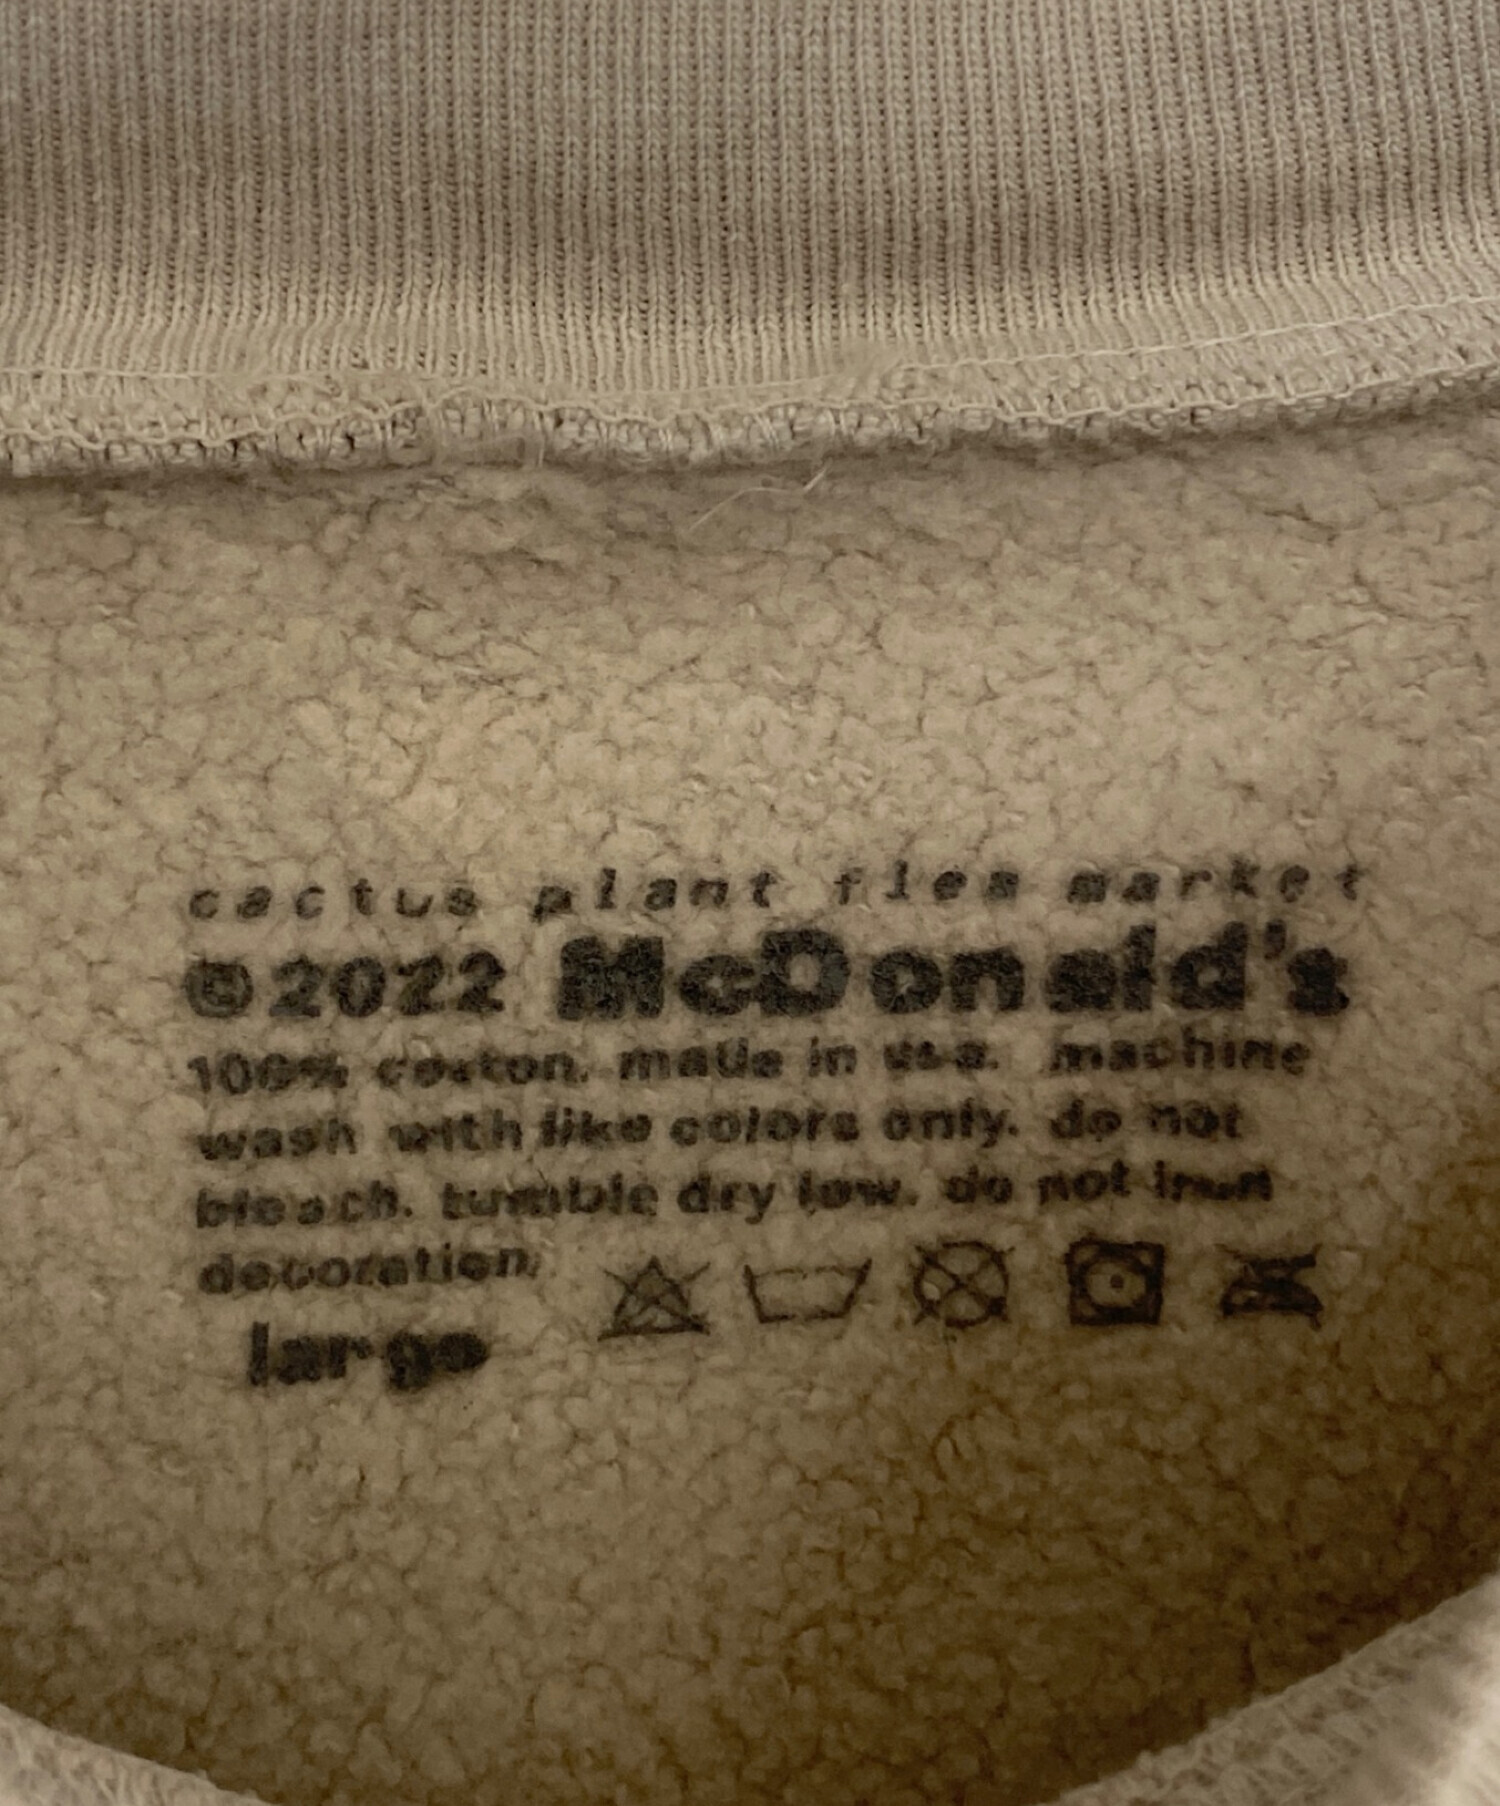 cactus plant flea market
©2022 McDonald's
100% cotton. made in usa. machine
wash with like colors only. do not
bleach. tumble dry low. do not iron
decoration.
large